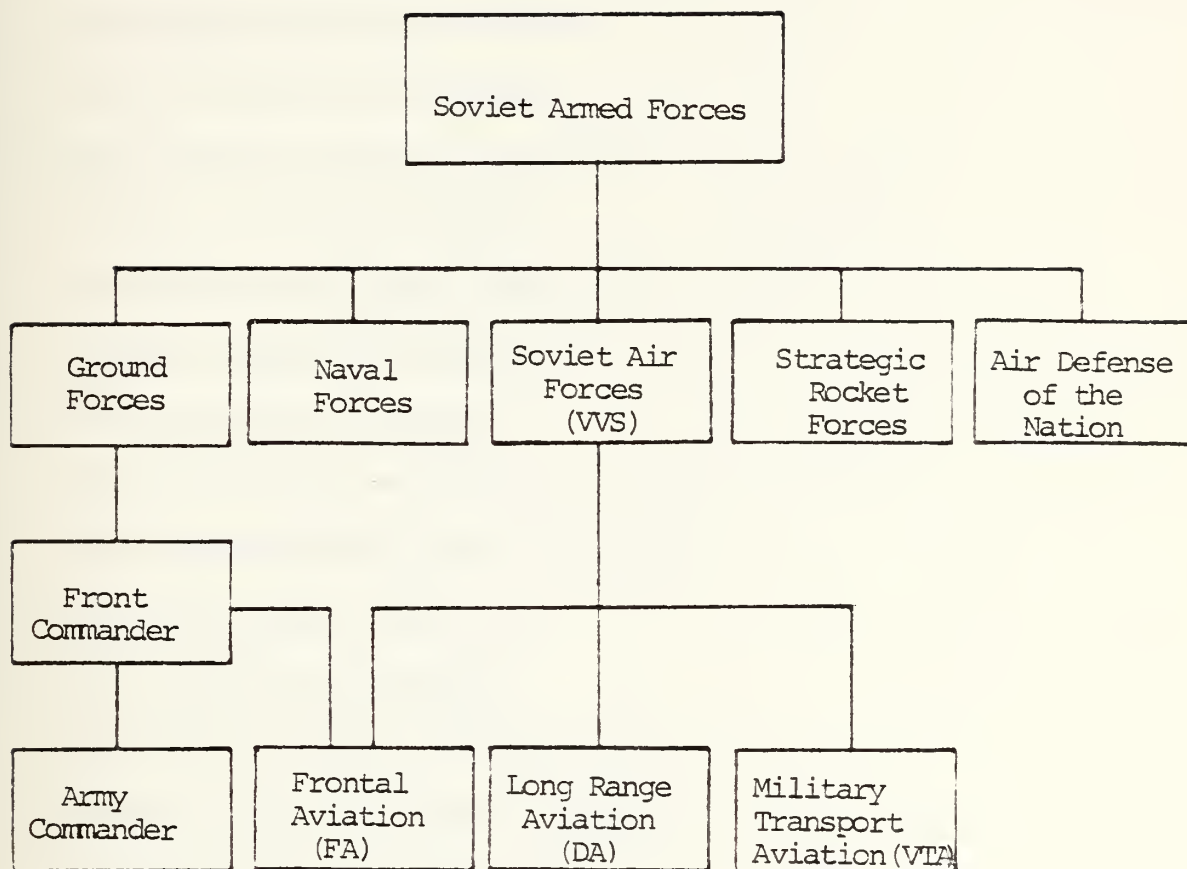 Soviet Armed Forces
Ground
Forces
Naval
Forces
Soviet Air
Forces
(VVS)
Strategic
Rocket
Forces
Air Defense
of the
Nation
Front
Commander
Army
Commander
Frontal
Aviation
(FA)
Long Range
Aviation
(DA)
Military
Transport
Aviation (VTA)